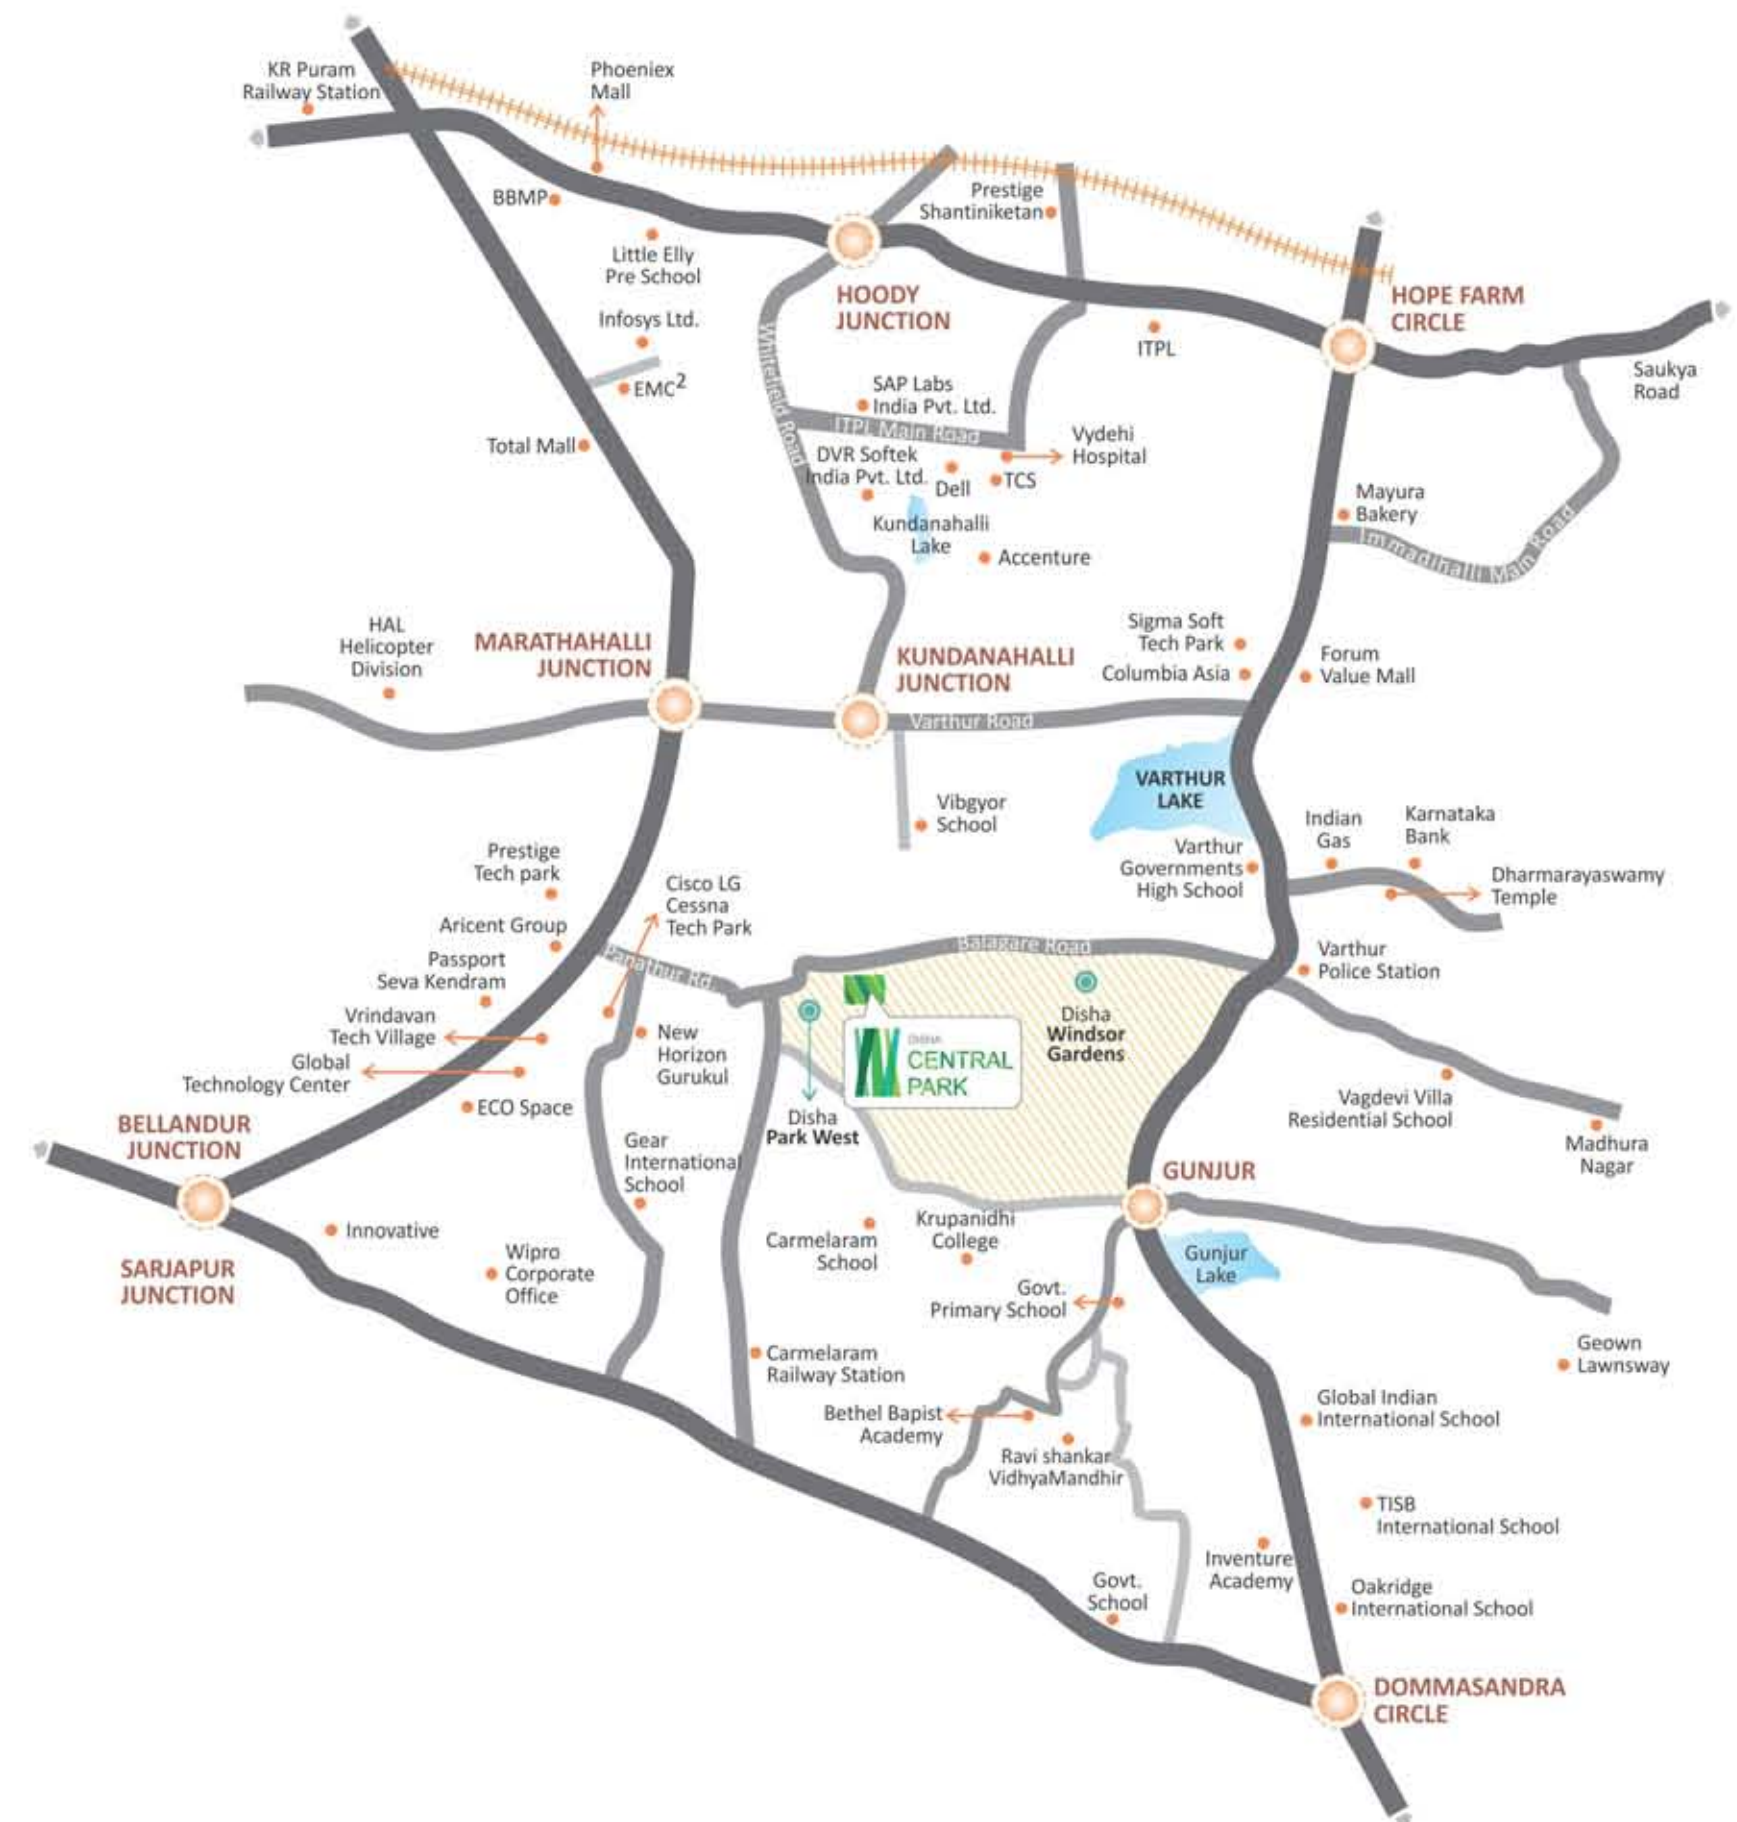 KR Puram
Railway Station
Phoeniex
Mall
BBMP
Prestige
Shantiniketan
Little Elly
Pre School
HOODY
JUNCTION
HOPE FARM
CIRCLE
Infosys Ltd.
EMC2
ITPL
Saukya
Road
Whitefield Road
SAP Labs
India Pvt. Ltd.
ITPL Main Road
Total Mall
DVR Softek
India Pvt. Ltd.
Dell
TCS
Vydehi
Hospital
Mayura
Bakery
Immadihalli Main Road
Kundanahalli
Lake
Accenture
HAL
Helicopter
Division
MARATHAHALLI
JUNCTION
KUNDANAHALLI
JUNCTION
Sigma Soft
Tech Park
Columbia Asia
Forum
Value Mall
Varthur Road
VARTHUR
LAKE
Vibgyor
School
Indian
Gas
Karnataka
Bank
Varthur
Governments
High School
Dharmarayaswamy
Temple
Prestige
Tech park
Cisco LG
Cessna
Tech Park
Aricent Group
Passport
Seva Kendram
Panathur Rd
Balagare Road
Varthur
Police Station
Vrindavan
Tech Village
Global
Technology Center
New
Horizon
Gurukul
DISHA
CENTRAL
PARK
Disha
Windsor
Gardens
ECO Space
Disha
Park West
Vagdevi Villa
Residential School
Madhura
Nagar
BELLANDUR
JUNCTION
Gear
International
School
GUNJUR
Innovative
SARJAPUR
JUNCTION
Wipro
Corporate
Office
Carmelaram
School
Krupanidhi
College
Gunjur
Lake
Govt.
Primary School
Carmelaram
Railway Station
Geown
Lawnsway
Bethel Bapist
Academy
Ravi shankar
VidhyaMandhir
Global Indian
International School
TISB
International School
Inventure
Academy
Govt.
School
Oakridge
International School
DOMMASANDRA
CIRCLE